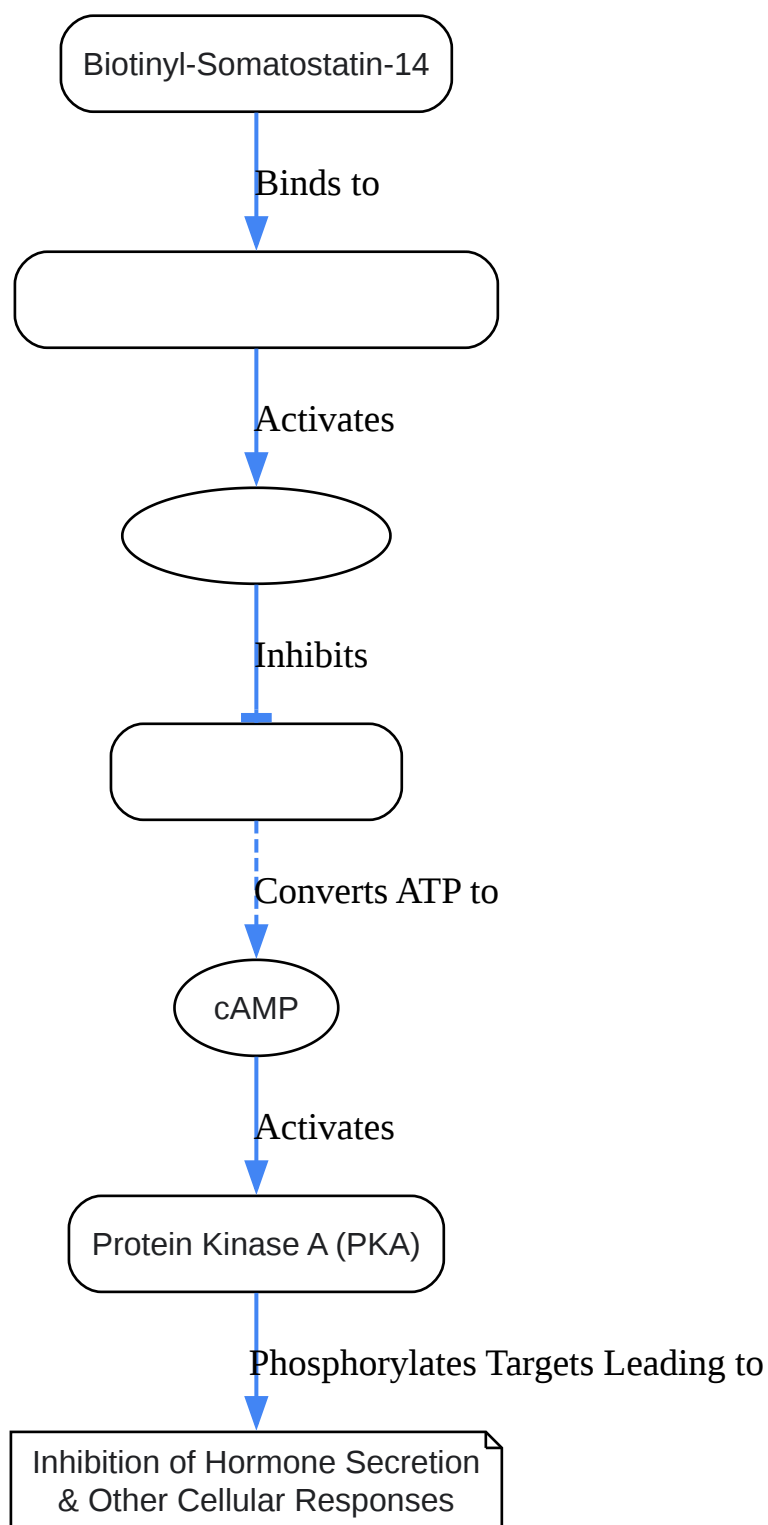 Biotinyl-Somatostatin-14
Binds to
Activates
Inhibits
Converts ATP to
cAMP
Activates
Protein Kinase A (PKA)
Phosphorylates Targets Leading to
Inhibition of Hormone Secretion
& Other Cellular Responses